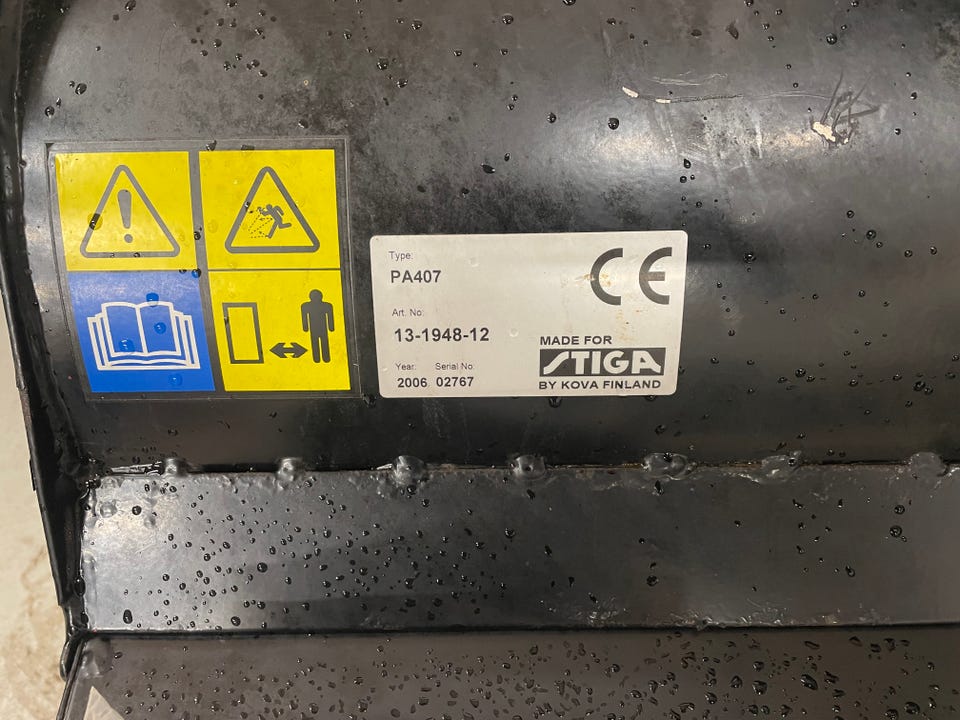 Type:
PA407
Art. No:
13-1948-12
Year: Serial No:
2006 02767
CE
MADE FOR
STIGA
BY KOVA FINLAND